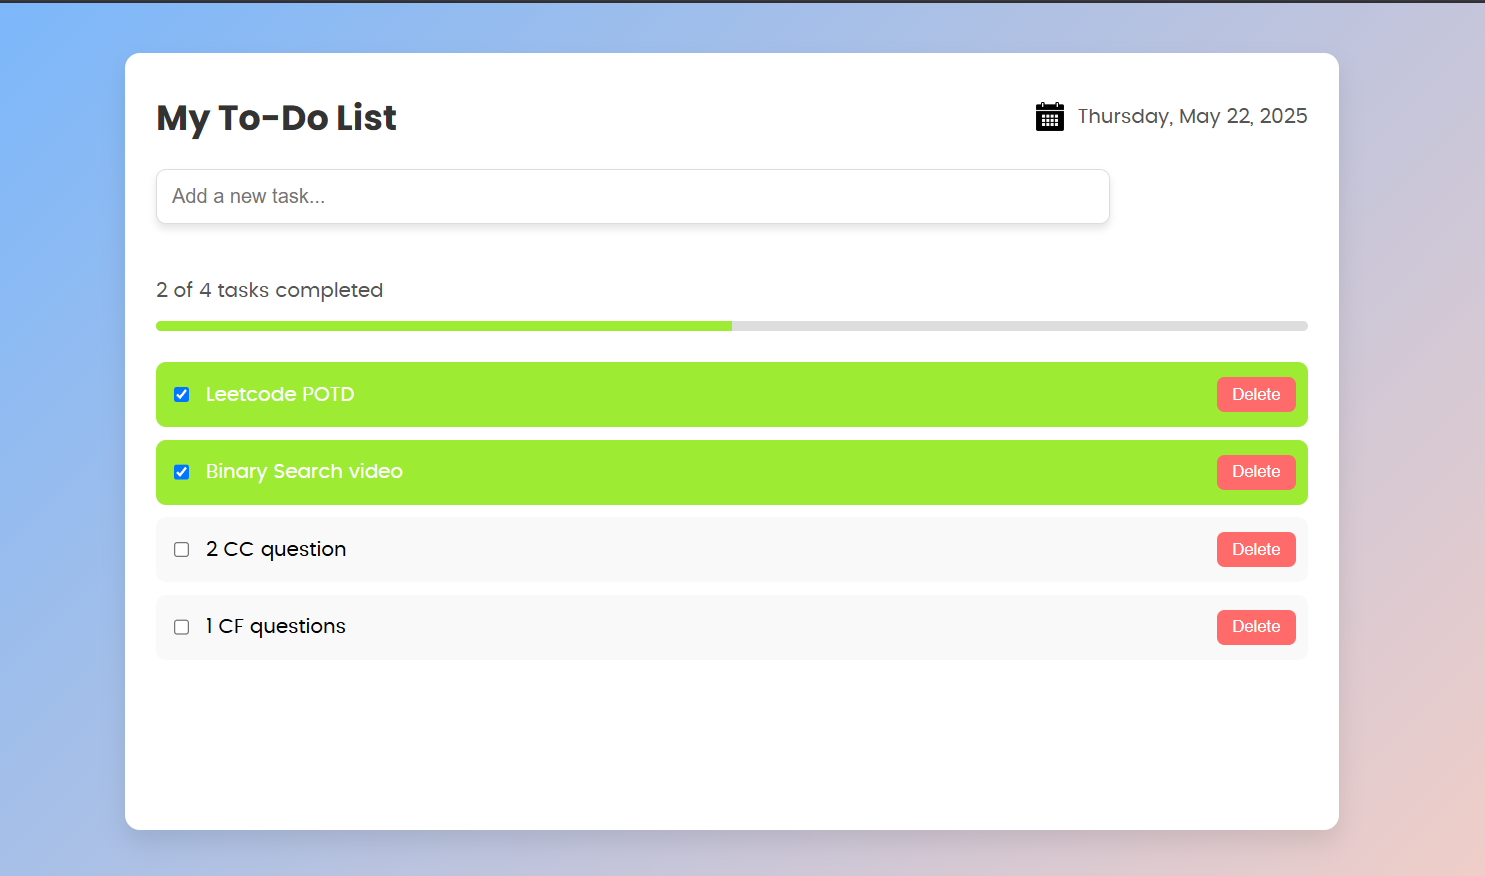 My To-Do List
Thursday, May 22, 2025
Add a new task...
2 of 4 tasks completed
Leetcode POTD
Delete
Binary Search video
Delete
2 CC question
Delete
1 CF questions
Delete